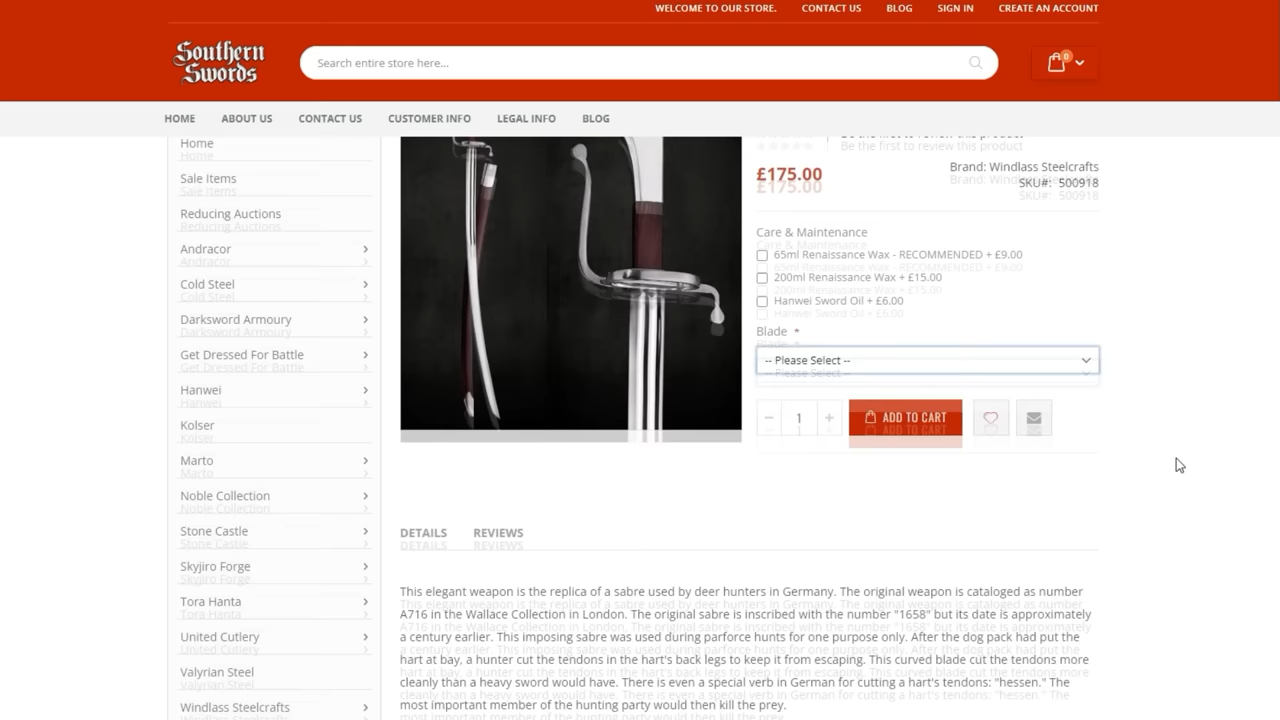 WELCOME TO OUR STORE. CONTACT US BLOG SIGN IN CREATE AN ACCOUNT
Southern
Swords
Search entire store here...
0
HOME ABOUT US CONTACT US CUSTOMER INFO LEGAL INFO BLOG
Home
Sale Items
Reducing Auctions
Andracor
Cold Steel
Darksword Armoury
Get Dressed For Battle
Hanwei
Kolser
Marto
Noble Collection
Stone Castle
Skyjiro Forge
Tora Hanta
United Cutlery
Valyrian Steel
Windlass Steelcrafts
Be the first to review this product
£175.00
Brand: Windlass Steelcrafts
SKU#: 500918
Care & Maintenance
65ml Renaissance Wax - RECOMMENDED + £9.00
200ml Renaissance Wax + £15.00
Hanwei Sword Oil + £6.00
Blade *
-- Please Select --
1 ADD TO CART
DETAILS REVIEWS
This elegant weapon is the replica of a sabre used by deer hunters in Germany. The original weapon is cataloged as number
A716 in the Wallace Collection in London. The original sabre is inscribed with the number "1658" but its date is approximately
a century earlier. This imposing sabre was used during parforce hunts for one purpose only. After the dog pack had put the
hart at bay, a hunter cut the tendons in the hart's back legs to keep it from escaping. This curved blade cut the tendons more
cleanly than a heavy sword would have. There is even a special verb in German for cutting a hart's tendons: "hessen." The
most important member of the hunting party would then kill the prey.